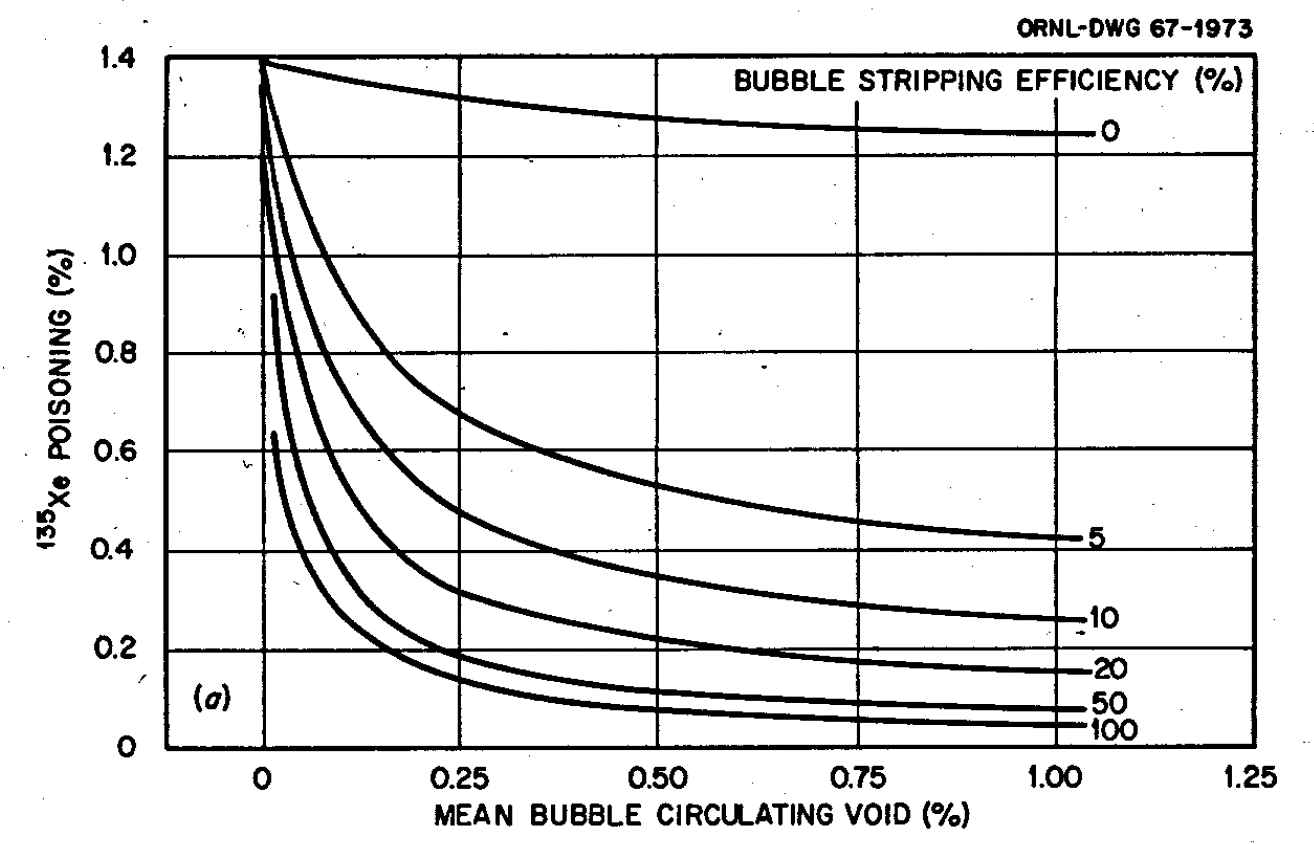 ORNL-DWG 67-1973
BUBBLE STRIPPING EFFICIENCY (%)
1.4
1.2
1.0
0.8
0.6
0.4
0.2
0
135Xe POISONING (%)
0
5
10
20
50
100
(a)
0 0.25 0.50 0.75 1.00 1.25
MEAN BUBBLE CIRCULATING VOID (%)